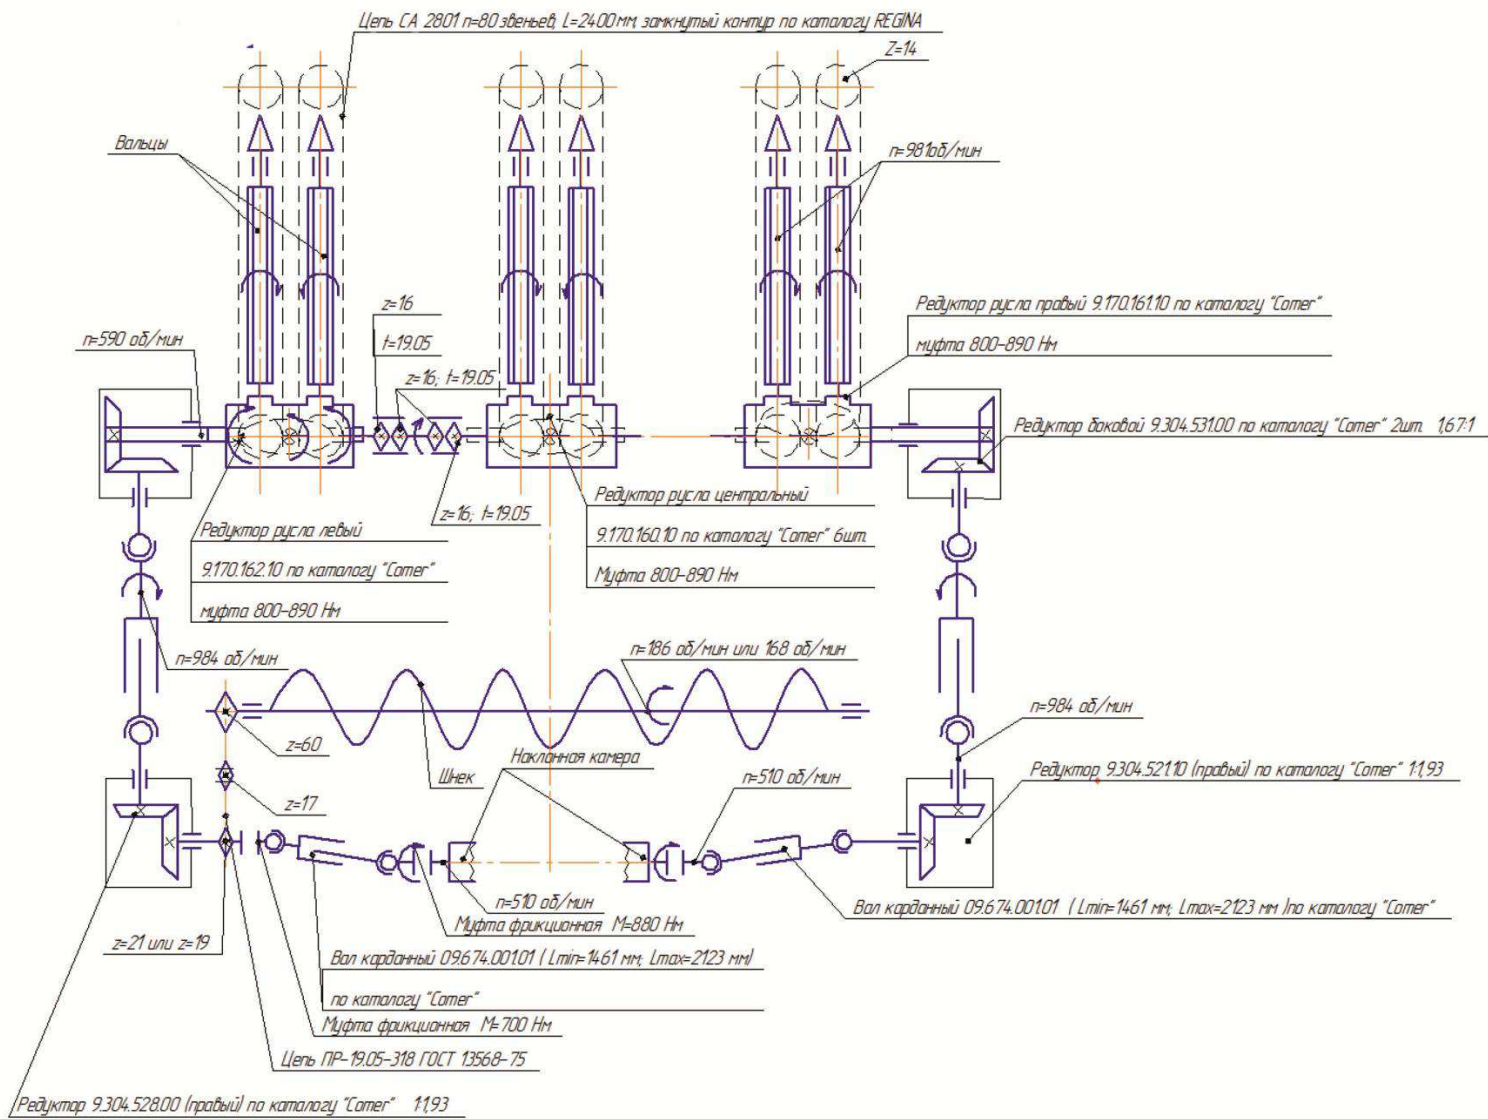 Цепь СА 2801 n=80 звеньев, L=2400 мм, замкнутый контур по каталогу REGINA
Z=14
Вальцы
n=981об/мин
z=16
t=19.05
n=590 об/мин
z=16; t=19.05
Редуктор русла правый 9.170.161.10 по каталогу "Comer"
муфта 800-890 Нм
Редуктор боковой 9.304.531.00 по каталогу "Comer" 2шт. 1,67:1
z=16; t=19.05
Редуктор русла центральный
9.170.160.10 по каталогу "Comer" 6шт.
Муфта 800-890 Нм
Редуктор русла левый
9.170.162.10 по каталогу "Comer"
муфта 800-890 Нм
n=984 об/мин
n=186 об/мин или 168 об/мин
n=984 об/мин
z=60
Шнек
Наклонная камера
n=510 об/мин
Редуктор 9.304.521.10 (правый) по каталогу "Comer" 1:1,93
z=17
n=510 об/мин
Муфта фрикционная М=880 Нм
Вал карданный 09.674.001.01 ( Lmin=1461 мм; Lmax=2123 мм )по каталогу "Comer"
z=21 или z=19
Вал карданный 09.674.001.01 ( Lmin=1461 мм; Lmax=2123 мм)
по каталогу "Comer"
Муфта фрикционная М=700 Нм
Цепь ПР-19.05-318 ГОСТ 13568-75
Редуктор 9.304.528.00 (правый) по каталогу "Comer" 1:1,93